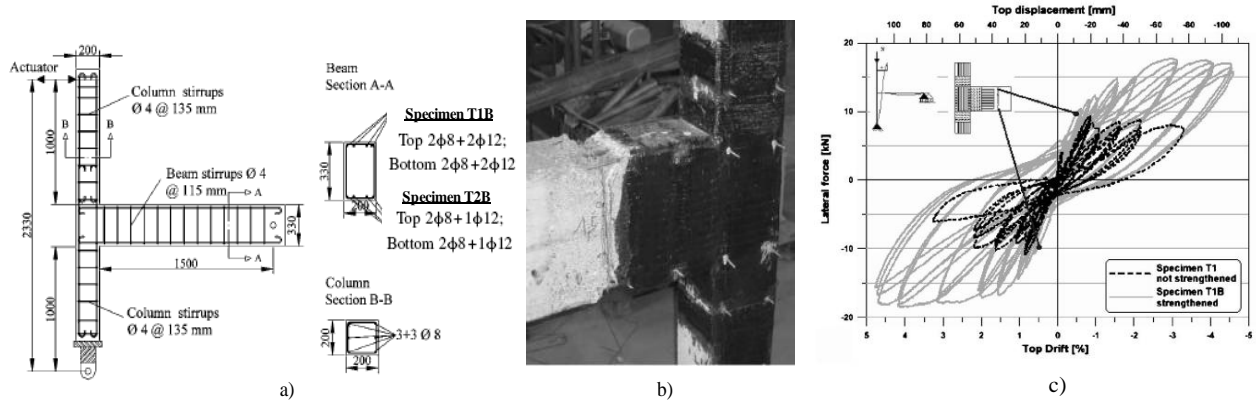 200
Actuator
Column stirrups
Ø 4 @ 135 mm
B B
1000
Beam stirrups Ø 4
@ 115 mm
A
2330
330
A
1500
1000
Column stirrups
Ø 4 @ 135 mm
Beam
Section A-A
330
200
Specimen T1B
Top 2ϕ8+2ϕ12;
Bottom 2ϕ8+2ϕ12
Specimen T2B
Top 2ϕ8+1ϕ12;
Bottom 2ϕ8+1ϕ12
Column
Section B-B
200
200
3+3 Ø 8
a)
b)
Top displacement [mm]
100 80 60 40 20 0 -20 -40 -60 -80 -100
Lateral force [kN]
20
10
0
-10
-20
Specimen T1
not strengthened
Specimen T1B
strengthened
5 4 3 2 1 0 -1 -2 -3 -4 -5
Top Drift [%]
c)